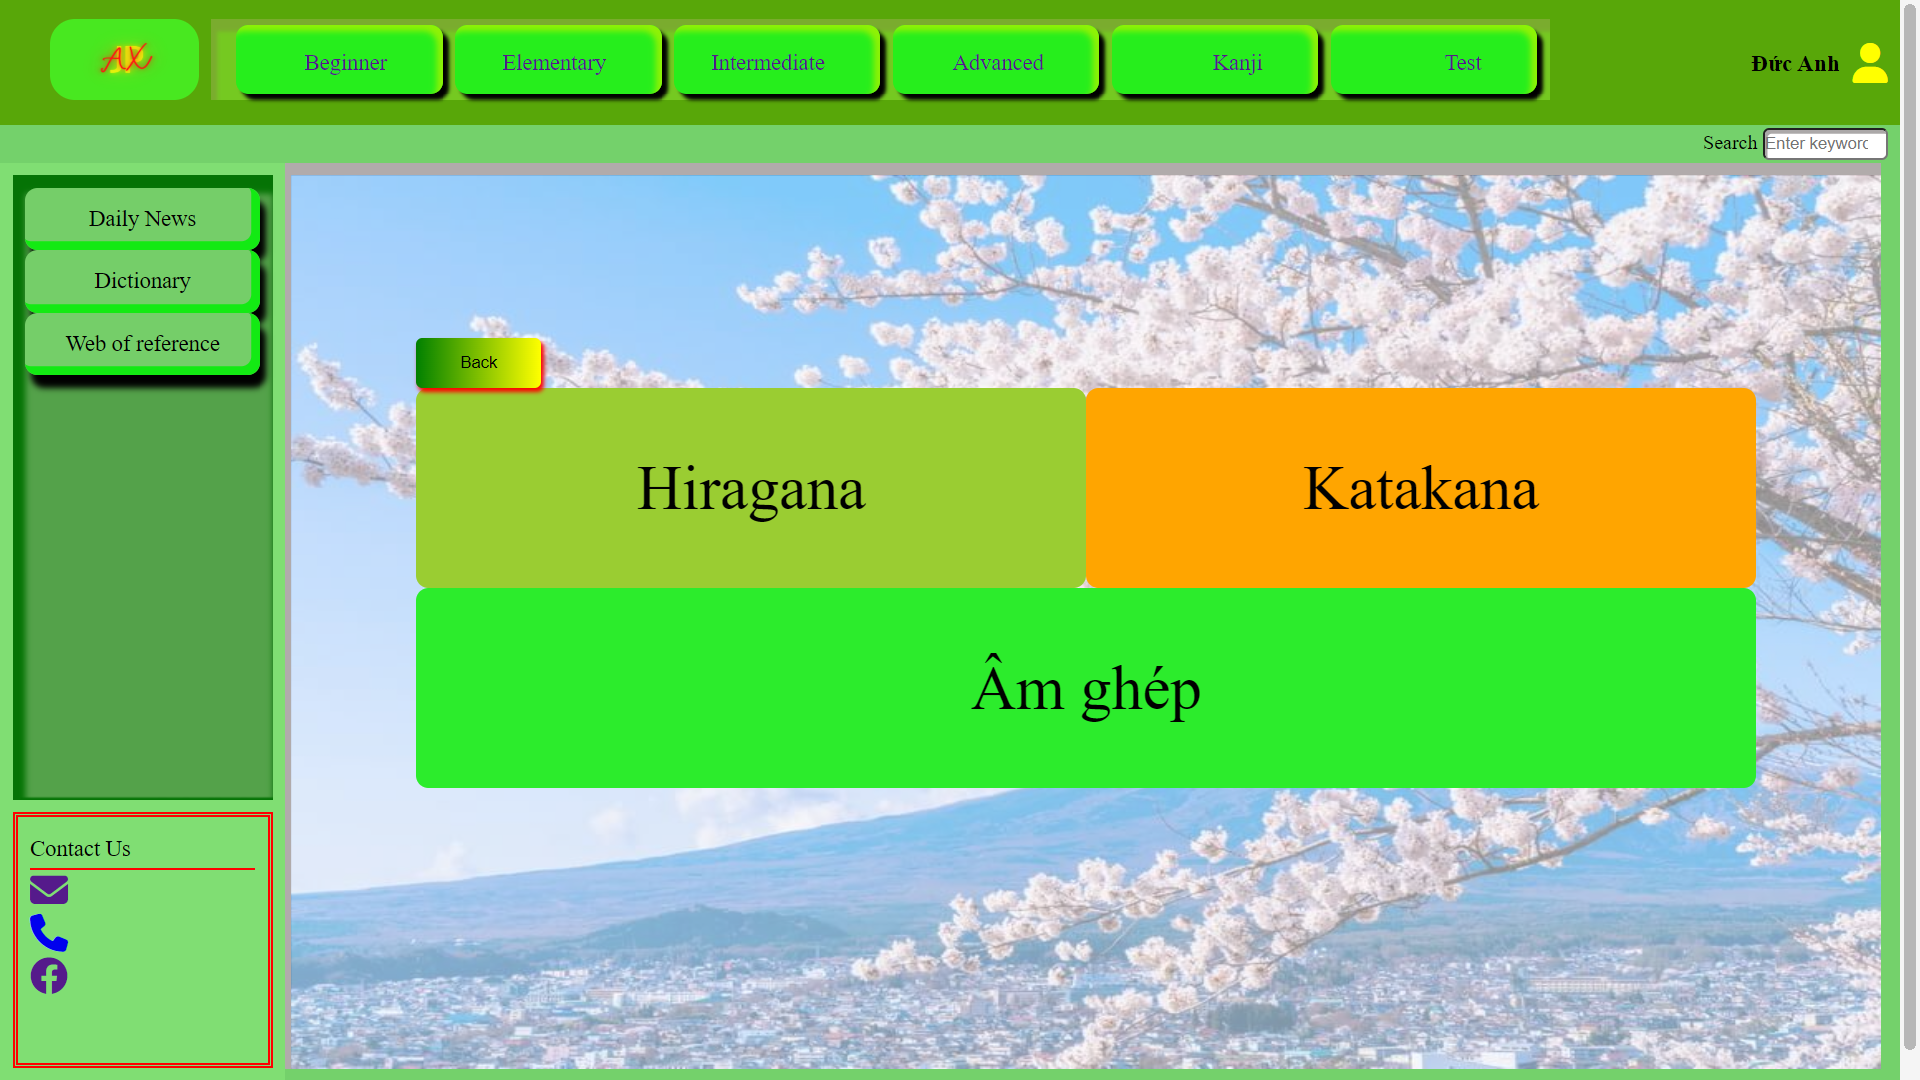 AX
Beginner
Elementary
Intermediate
Advanced
Kanji
Test
Đức Anh
Search
Enter keyworc
Daily News
Dictionary
Web of reference
Back
Hiragana
Katakana
Âm ghép
Contact Us